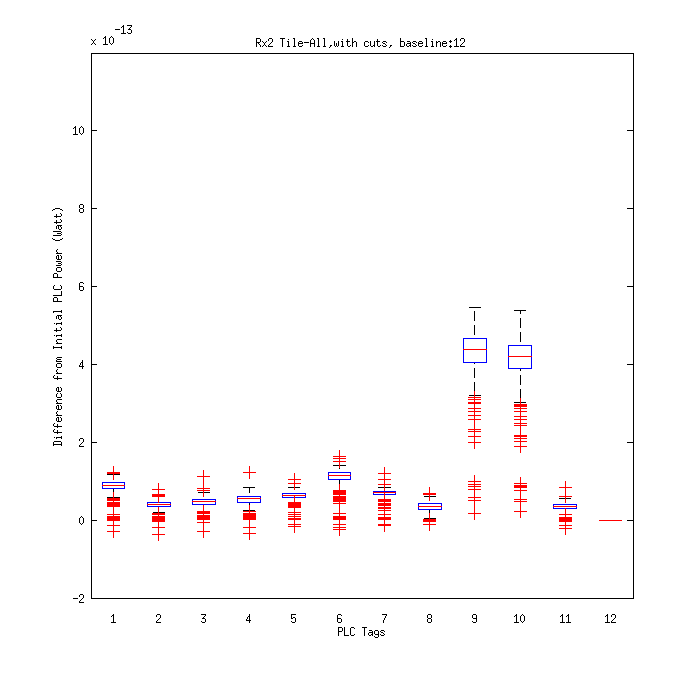 x 10 -13
Rx2 Tile-All,with cuts, baseline:12
10
8
6
4
2
0
-2
Difference from Initial PLC Power (Watt)
1 2 3 4 5 6 7 8 9 10 11 12
PLC Tags